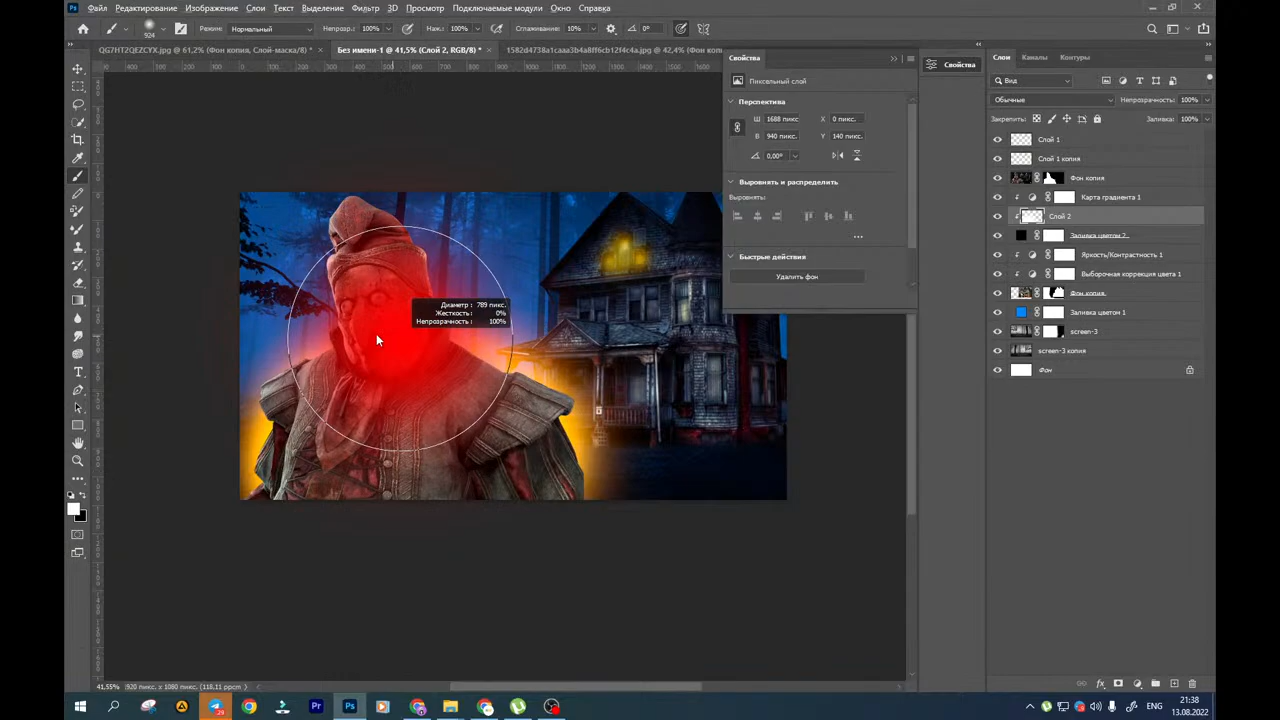 Файл Редактирование Изображение Слои Текст Выделение Фильтр 3D Просмотр Подключаемые модули Окно Справка
924 Режим: Нормальный Непрозр.: 100% Наж.: 100% Сглаживание: 10% 0°
QG7HT2QEZCYX.jpg @ 61,2% (Фон копия, Слой-маска/8) *
Без имени-1 @ 41,5% (Слой 2, RGB/8) *
1582d4738a1caaa3b4a8ff6cb12f4c4a.jpg @ 42,4% (Фон коп
Свойства
Пиксельный слой
Перспектива
Ш 1688 пикс. X 0 пикс.
В 940 пикс. Y 140 пикс.
0,00°
Выровнять и распределить
Выровнять:
Быстрые действия
Удалить фон
Свойства
Слои Каналы Контуры
Вид
Обычные Непрозрачность: 100%
Закрепить: Заливка: 100%
Слой 1
Слой 1 копия
Фон копия
Карта градиента 1
Слой 2
Заливка цветом 2
Яркость/Контрастность 1
Выборочная коррекция цвета 1
Фон копия
Заливка цветом 1
screen-3
screen-3 копия
Фон
Диаметр : 789 пикс.
Жесткость : 0%
Непрозрачность : 100%
41,55% 920 пикс. x 1080 пикс. (118,11 ppcm)
21:38
13.08.2022